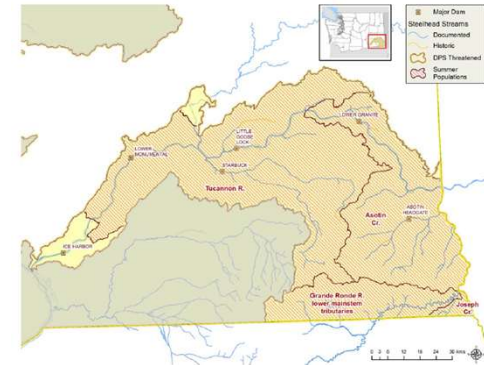 Major Dam
Steelhead Streams
Documented
Historic
DPS Threatened
Summer
Populations
LOWER GRANITE
LITTLE
GOOSE
LOCK
LOWER
MONUMENTAL
STARBUCK
Tucannon R.
Asotin
Cr.
ASOTIN
HEADGATE
ICE HARBOR
Grande Ronde R.
lower mainstem
tributaries
Joseph
Cr.